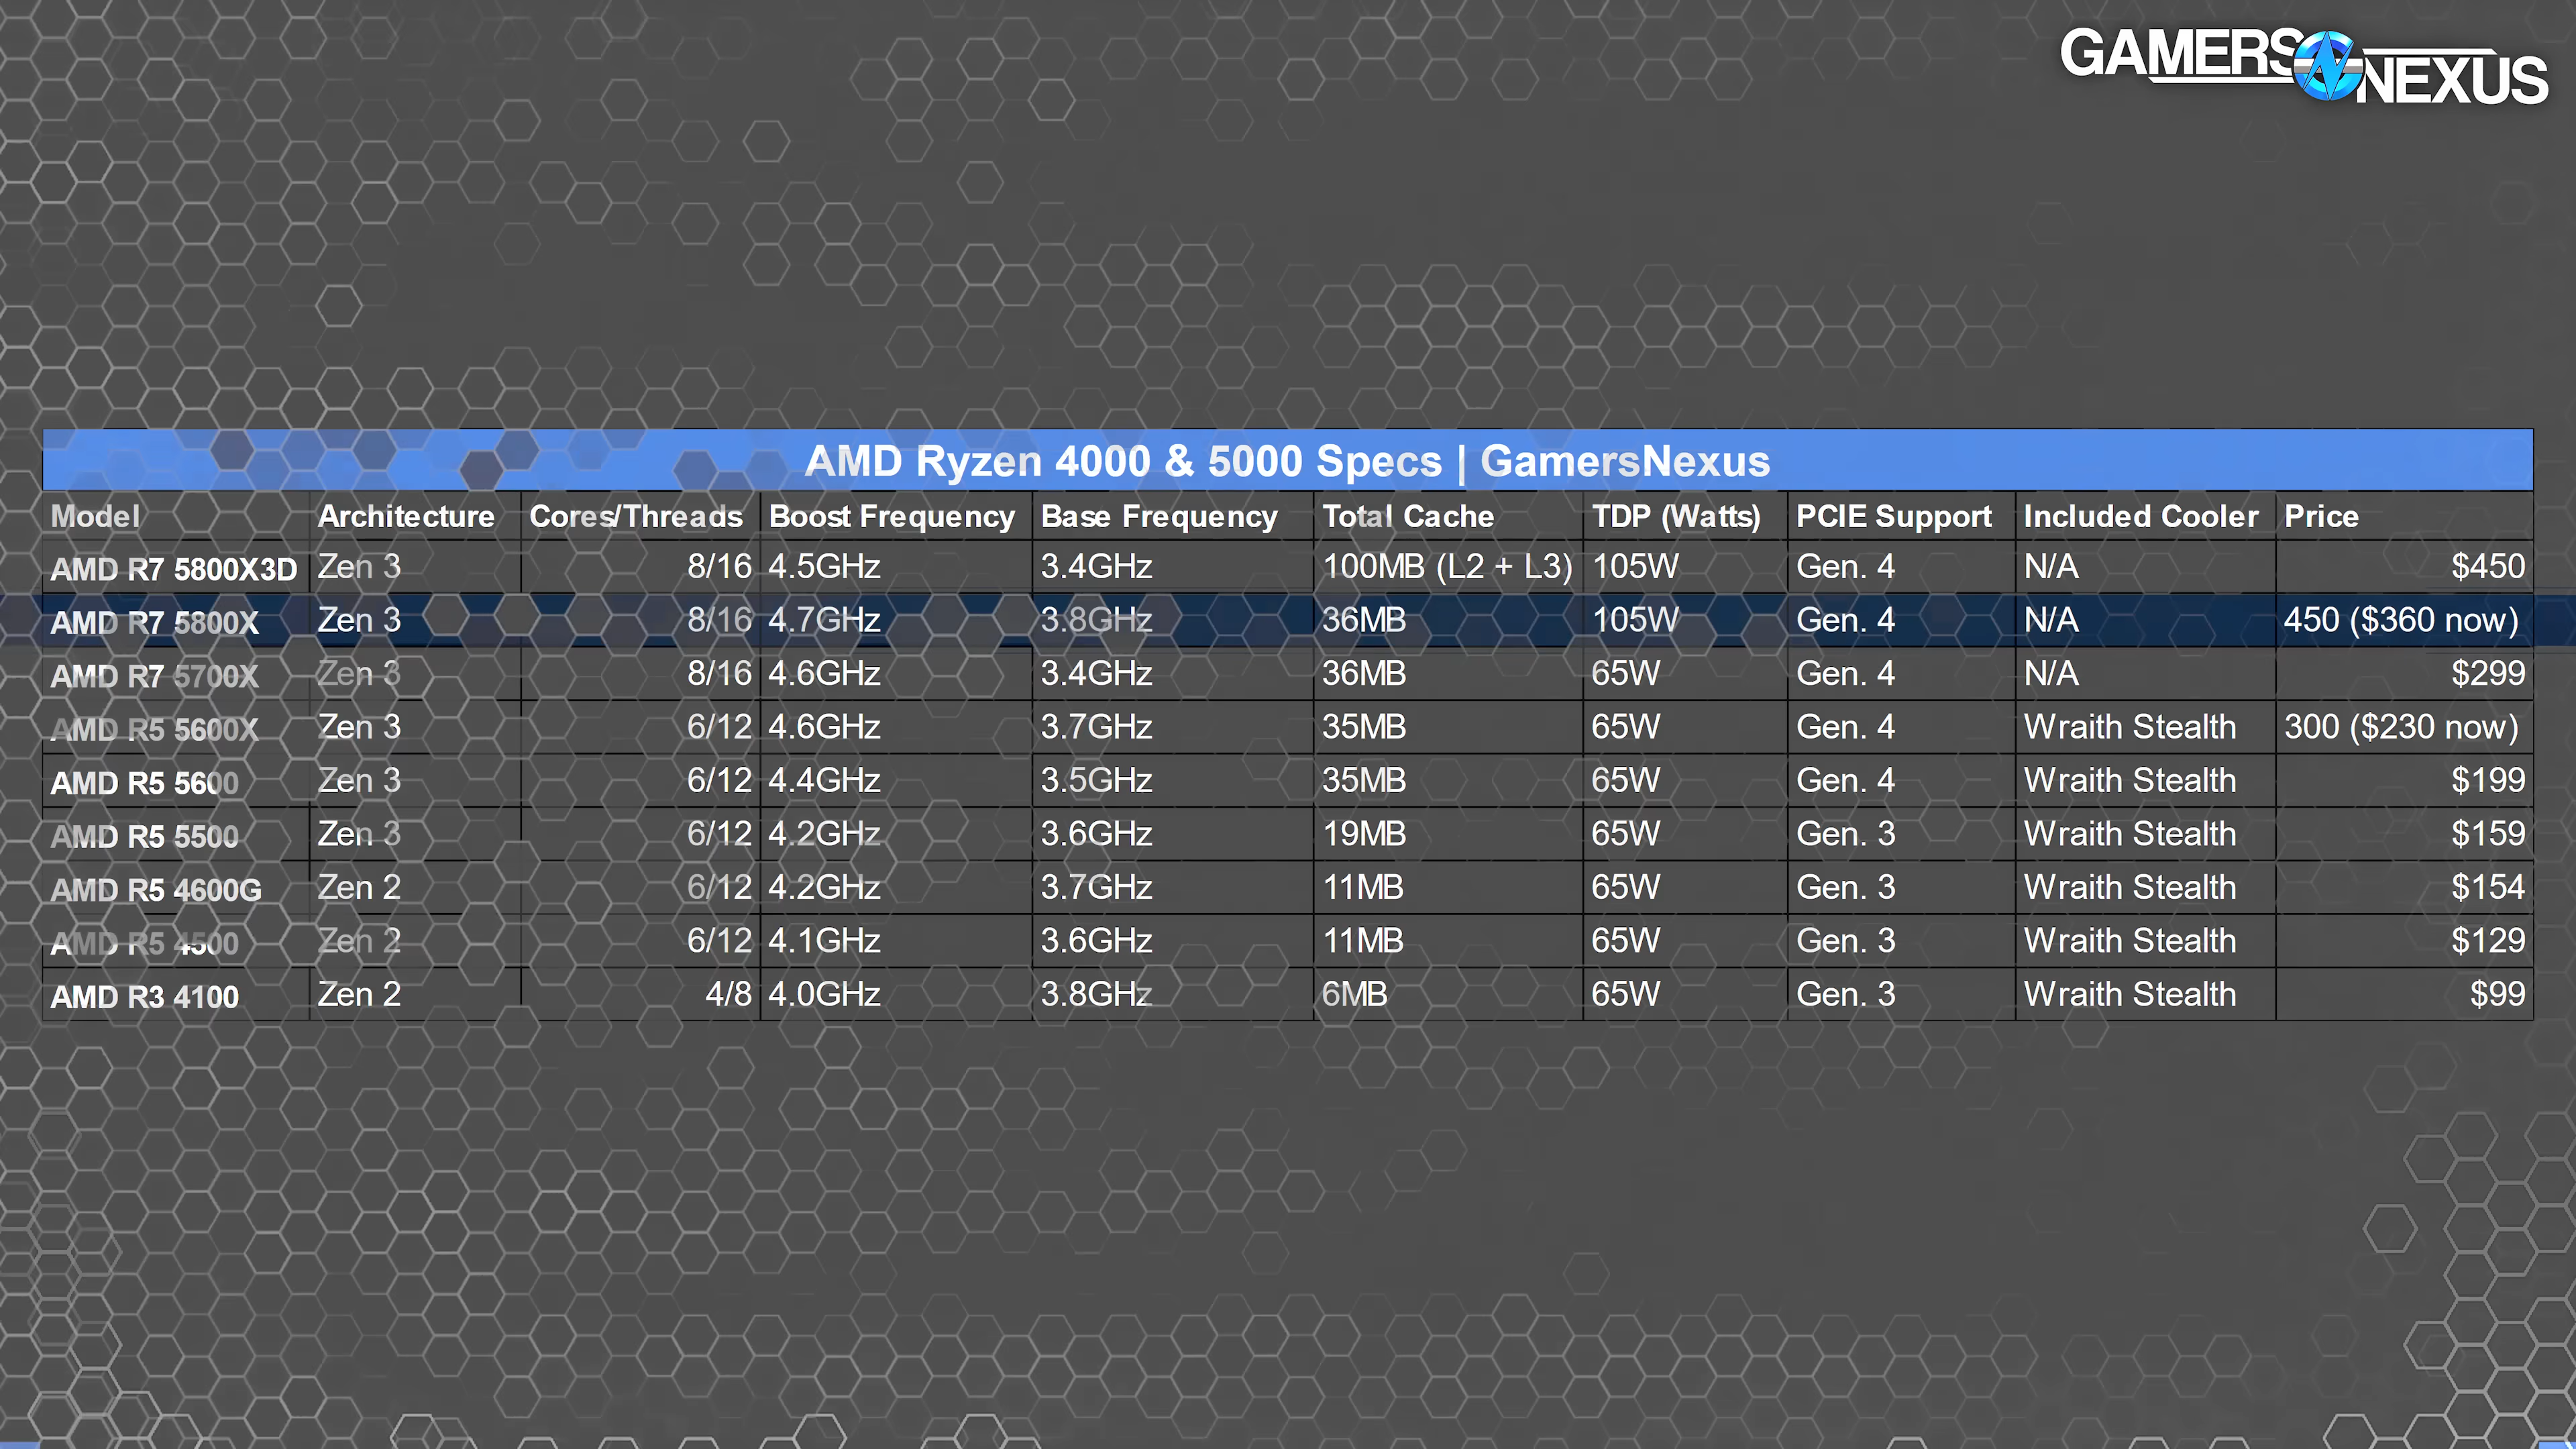 GAMERS NEXUS
AMD Ryzen 4000 & 5000 Specs | GamersNexus
Model Architecture Cores/Threads Boost Frequency Base Frequency Total Cache TDP (Watts) PCIE Support Included Cooler Price
AMD R7 5800X3D Zen 3 8/16 4.5GHz 3.4GHz 100MB (L2 + L3) 105W Gen. 4 N/A $450
AMD R7 5800X Zen 3 8/16 4.7GHz 3.8GHz 36MB 105W Gen. 4 N/A 450 ($360 now)
AMD R7 5700X Zen 3 8/16 4.6GHz 3.4GHz 36MB 65W Gen. 4 N/A $299
AMD R5 5600X Zen 3 6/12 4.6GHz 3.7GHz 35MB 65W Gen. 4 Wraith Stealth 300 ($230 now)
AMD R5 5600 Zen 3 6/12 4.4GHz 3.5GHz 35MB 65W Gen. 4 Wraith Stealth $199
AMD R5 5500 Zen 3 6/12 4.2GHz 3.6GHz 19MB 65W Gen. 3 Wraith Stealth $159
AMD R5 4600G Zen 2 6/12 4.2GHz 3.7GHz 11MB 65W Gen. 3 Wraith Stealth $154
AMD R5 4500 Zen 2 6/12 4.1GHz 3.6GHz 11MB 65W Gen. 3 Wraith Stealth $129
AMD R3 4100 Zen 2 4/8 4.0GHz 3.8GHz 6MB 65W Gen. 3 Wraith Stealth $99